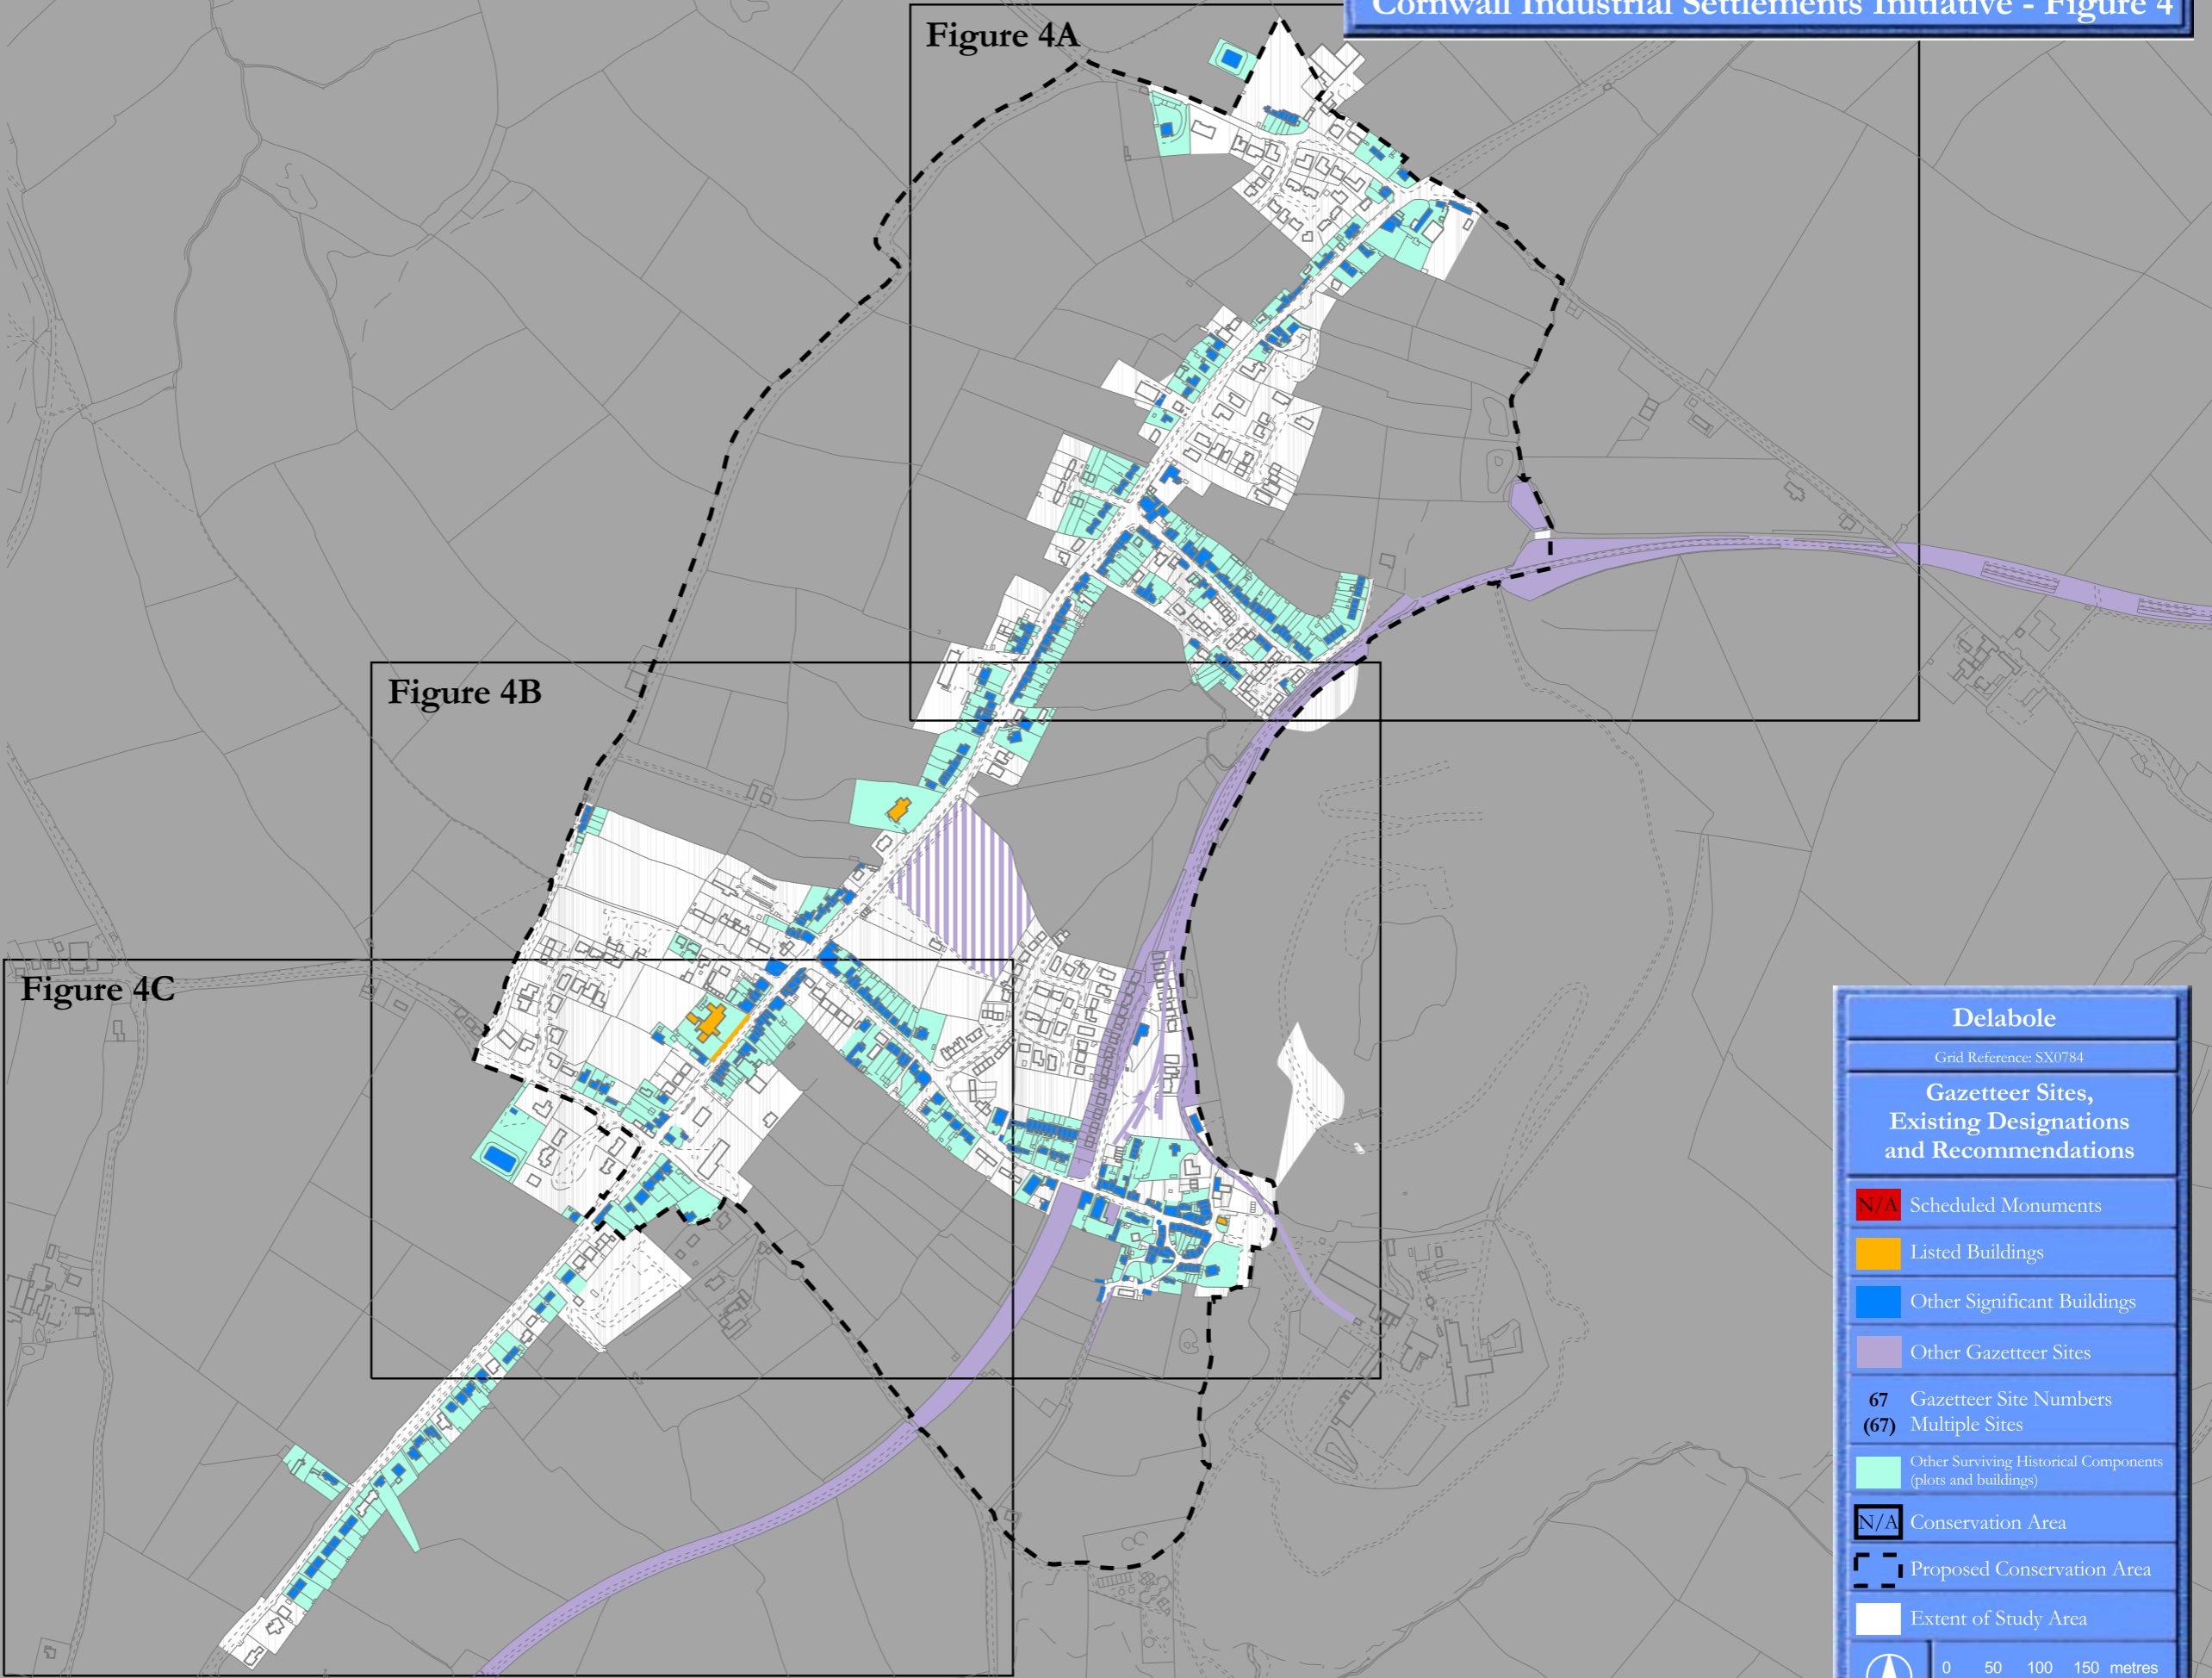 Cornwall Industrial Settlements Initiative - Figure 4
Figure 4A
Figure 4B
Figure 4C
Delabole
Grid Reference: SX0784
Gazetteer Sites,
Existing Designations
and Recommendations
N/A Scheduled Monuments
Listed Buildings
Other Significant Buildings
Other Gazetteer Sites
67 Gazetteer Site Numbers
(67) Multiple Sites
Other Surviving Historical Components
(plots and buildings)
N/A Conservation Area
Proposed Conservation Area
Extent of Study Area
0 50 100 150 metres